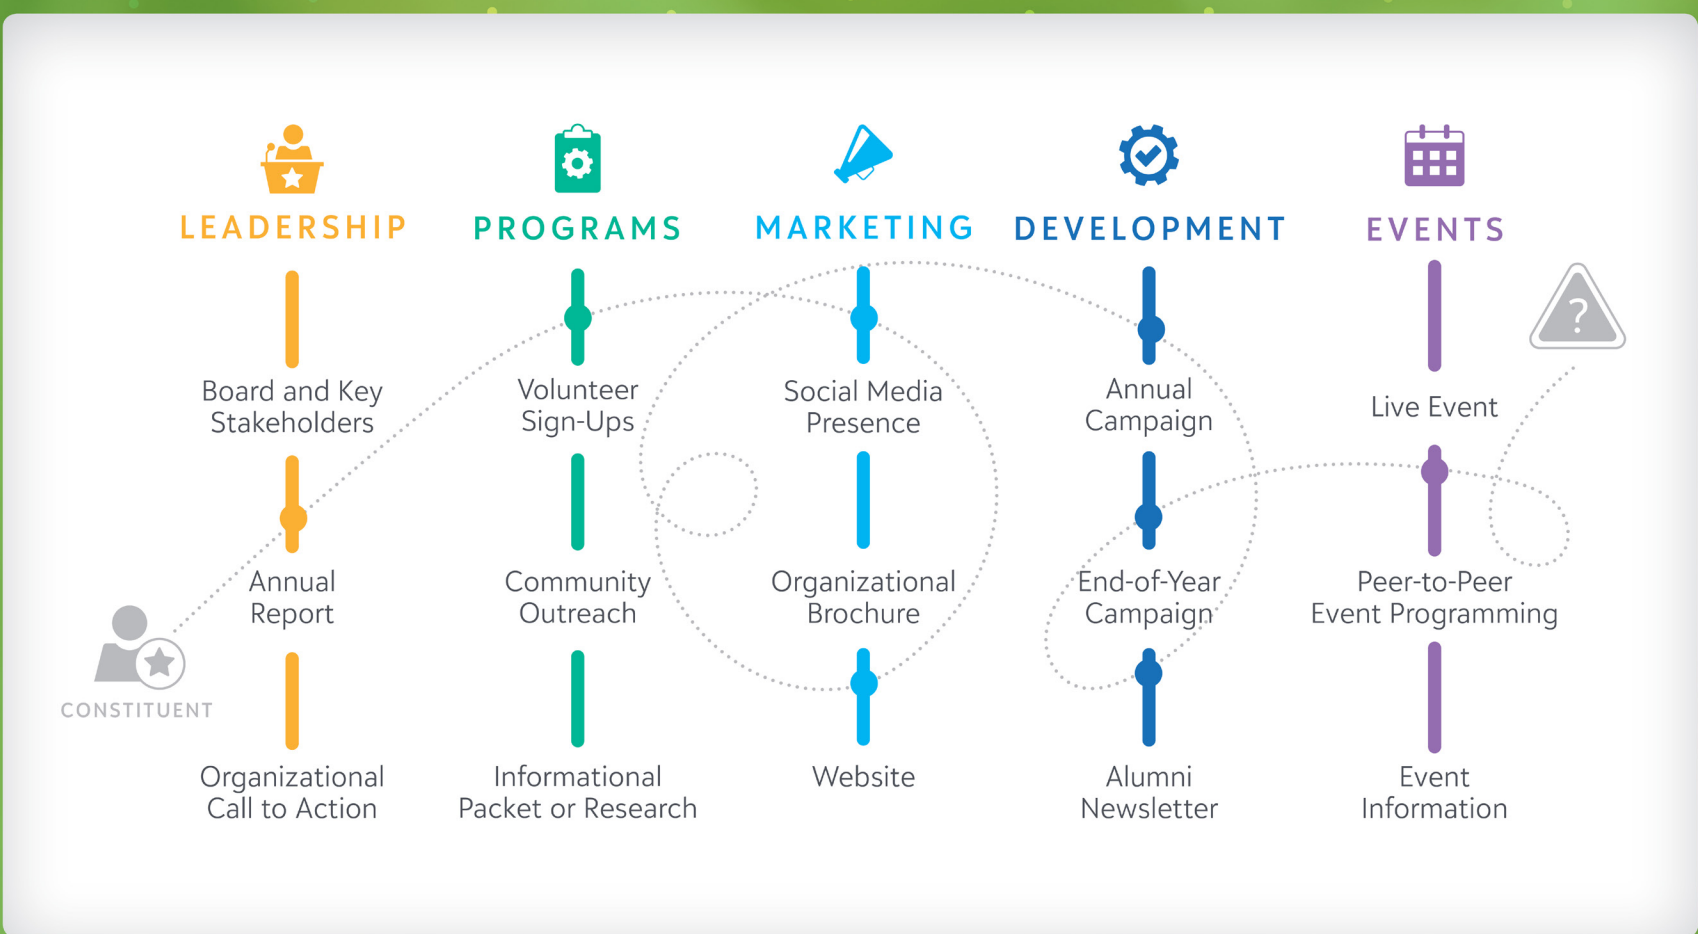 LEADERSHIP
PROGRAMS
MARKETING
DEVELOPMENT
EVENTS
?
Board and Key
Stakeholders
Volunteer
Sign-Ups
Social Media
Presence
Annual
Campaign
Live Event
Annual
Report
Community
Outreach
Organizational
Brochure
End-of-Year
Campaign
Peer-to-Peer
Event Programming
CONSTITUENT
Organizational
Call to Action
Informational
Packet or Research
Website
Alumni
Newsletter
Event
Information